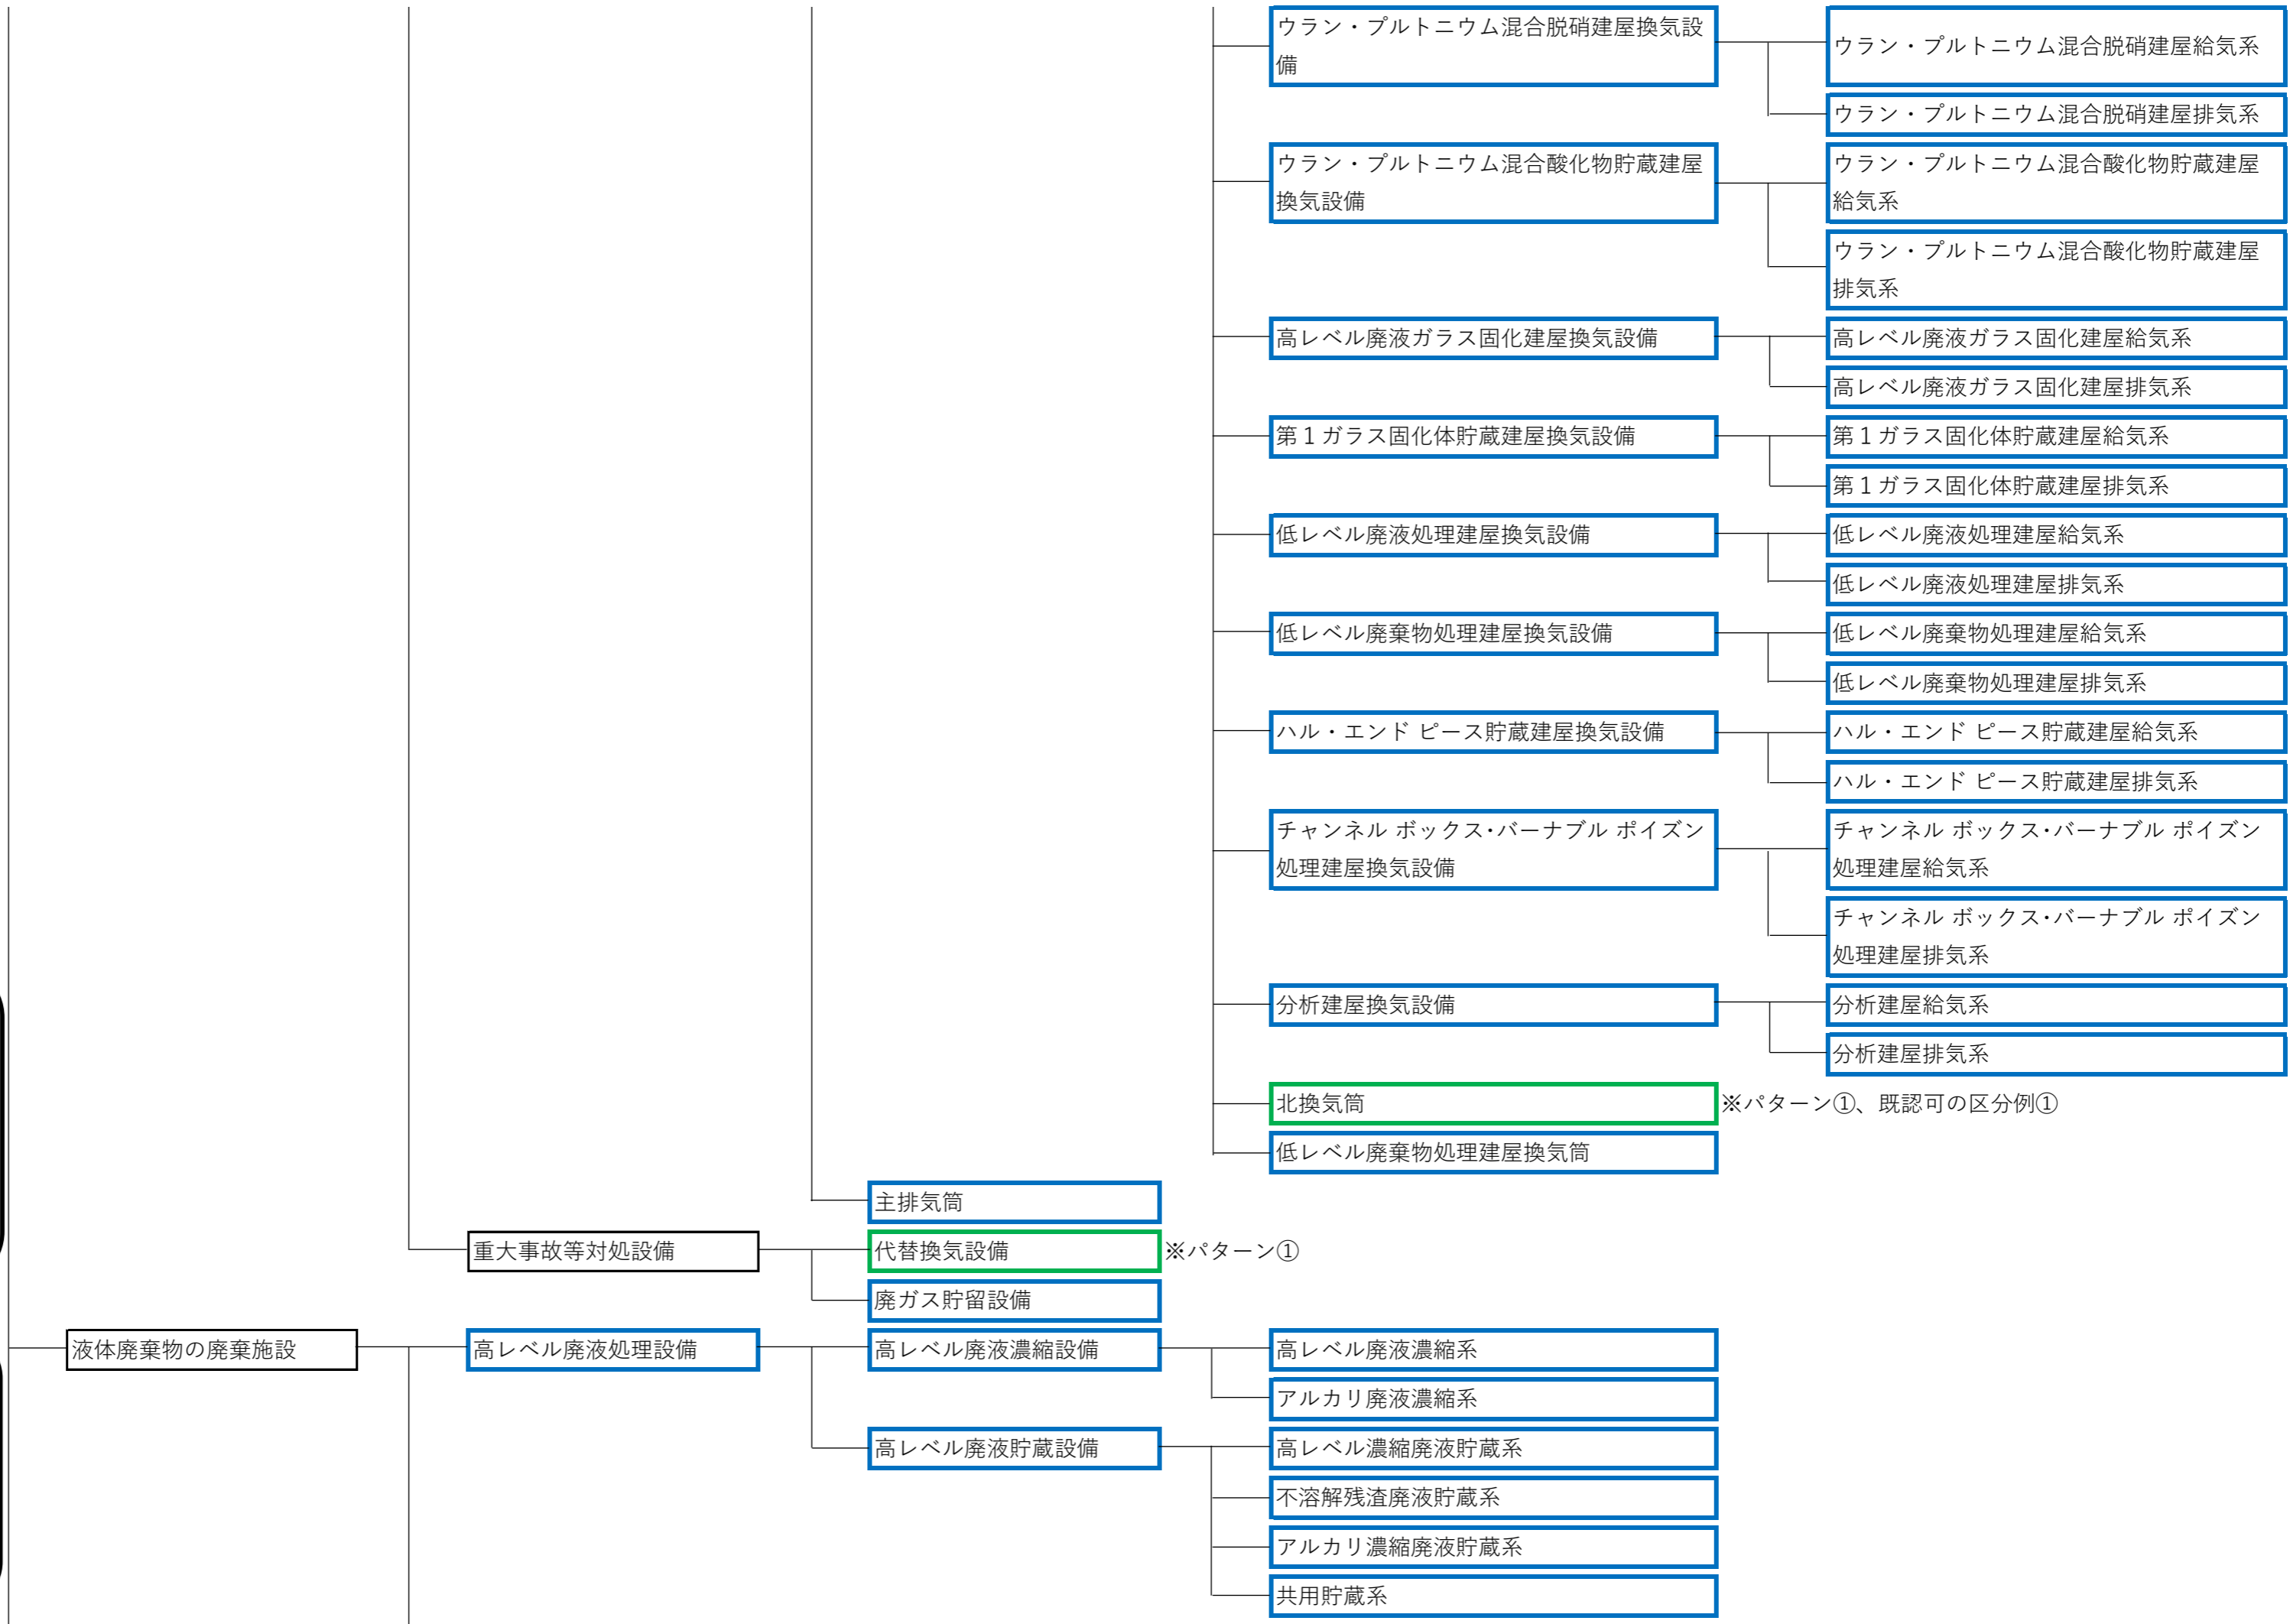 ウラン・プルトニウム混合脱硝建屋換気設
備
ウラン・プルトニウム混合脱硝建屋給気系
ウラン・プルトニウム混合脱硝建屋排気系
ウラン・プルトニウム混合酸化物貯蔵建屋
換気設備
ウラン・プルトニウム混合酸化物貯蔵建屋
給気系
ウラン・プルトニウム混合酸化物貯蔵建屋
排気系
高レベル廃液ガラス固化建屋換気設備
高レベル廃液ガラス固化建屋給気系
高レベル廃液ガラス固化建屋排気系
第1ガラス固化体貯蔵建屋換気設備
第1ガラス固化体貯蔵建屋給気系
第1ガラス固化体貯蔵建屋排気系
低レベル廃液処理建屋換気設備
低レベル廃液処理建屋給気系
低レベル廃液処理建屋排気系
低レベル廃棄物処理建屋換気設備
低レベル廃棄物処理建屋給気系
低レベル廃棄物処理建屋排気系
ハル・エンド ピース貯蔵建屋換気設備
ハル・エンド ピース貯蔵建屋給気系
ハル・エンド ピース貯蔵建屋排気系
チャンネル ボックス・バーナブル ポイズン
処理建屋換気設備
チャンネル ボックス・バーナブル ポイズン
処理建屋給気系
チャンネル ボックス・バーナブル ポイズン
処理建屋排気系
分析建屋換気設備
分析建屋給気系
分析建屋排気系
北換気筒
※パターン①、既認可の区分例①
低レベル廃棄物処理建屋換気筒
主排気筒
重大事故等対処設備
代替換気設備
※パターン①
廃ガス貯留設備
液体廃棄物の廃棄施設
高レベル廃液処理設備
高レベル廃液濃縮設備
高レベル廃液濃縮系
アルカリ廃液濃縮系
高レベル廃液貯蔵設備
高レベル濃縮廃液貯蔵系
不溶解残渣廃液貯蔵系
アルカリ濃縮廃液貯蔵系
共用貯蔵系